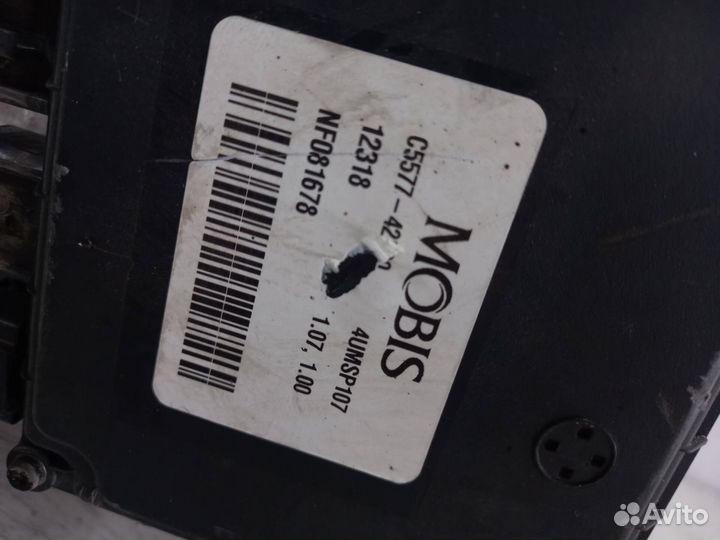 MOBIS
C5577-42
4UMSP107
12318
1.07, 1.00
NF081678
Avito